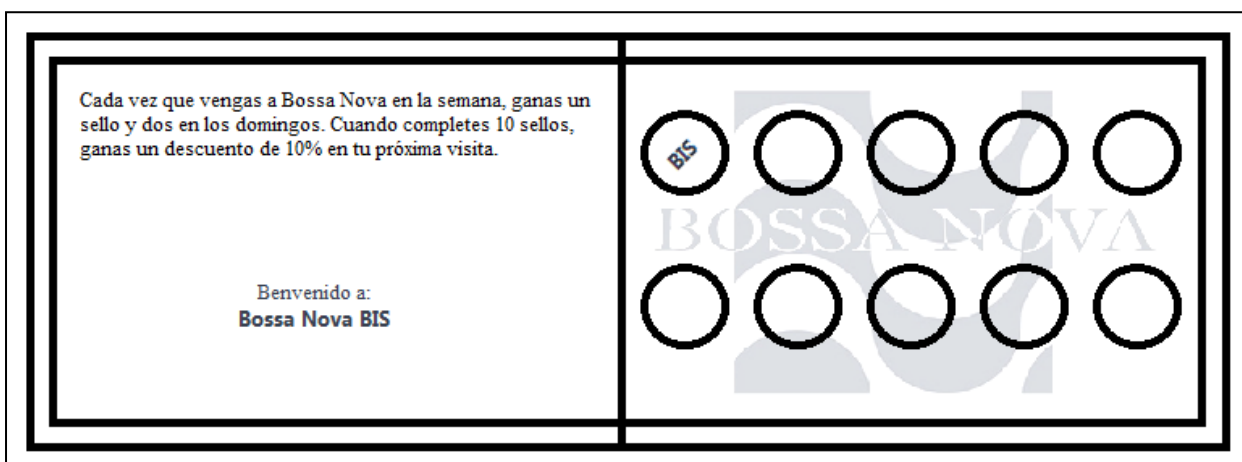 Cada vez que vengas a Bossa Nova en la semana, ganas un
sello y dos en los domingos. Cuando completes 10 sellos,
ganas un descuento de 10% en tu próxima visita.
Benvenido a:
Bossa Nova BIS
BIS
BOSSA NOVA